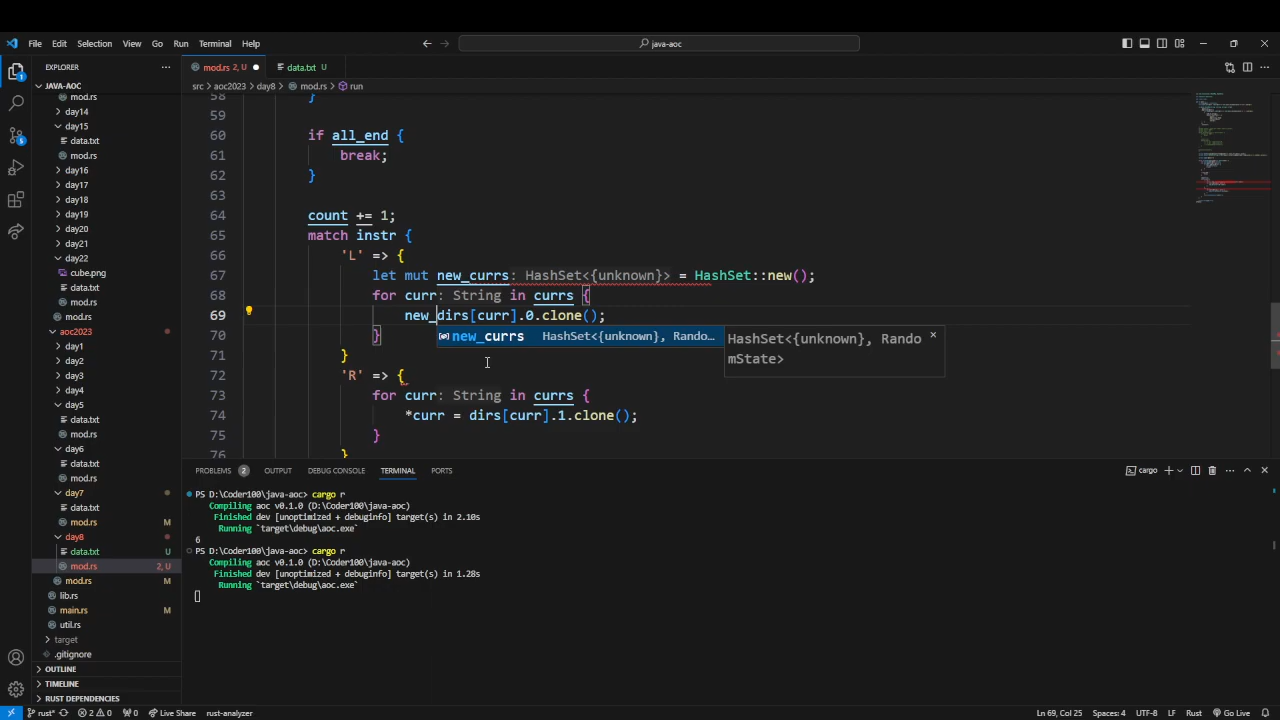 File Edit Selection View Go Run Terminal Help
java-aoc
EXPLORER
JAVA-AOC
mod.rs
day14
day15
data.txt
mod.rs
day16
day17
day18
day19
day20
day21
day22
cube.png
data.txt
mod.rs
aoc2023
day1
day2
day3
day4
day5
data.txt
mod.rs
day6
data.txt
mod.rs
day7
data.txt U
mod.rs M
day8
data.txt U
mod.rs 2, U
mod.rs
lib.rs
main.rs M
util.rs
target
.gitignore
OUTLINE
TIMELINE
RUST DEPENDENCIES
mod.rs 2, U
data.txt U
src > aoc2023 > day8 > mod.rs > run
58 }
59
60 if all_end {
61 break;
62 }
63
64 count += 1;
65 match instr {
66 'L' => {
67 let mut new_currs: HashSet<{unknown}> = HashSet::new();
68 for curr: String in currs {
69 new_dirs[curr].0.clone();
70 }
71 }
72 'R' => {
73 for curr: String in currs {
74 *curr = dirs[curr].1.clone();
75 }
76 }
new_currs HashSet<{unknown}, Rando…
HashSet<{unknown}, Rando
mState>
PROBLEMS 2 OUTPUT DEBUG CONSOLE TERMINAL PORTS
cargo
PS D:\Coder100\java-aoc> cargo r
Compiling aoc v0.1.0 (D:\Coder100\java-aoc)
Finished dev [unoptimized + debuginfo] target(s) in 2.10s
Running `target\debug\aoc.exe`
6
PS D:\Coder100\java-aoc> cargo r
Compiling aoc v0.1.0 (D:\Coder100\java-aoc)
Finished dev [unoptimized + debuginfo] target(s) in 1.28s
Running `target\debug\aoc.exe`
rust* 2 0 0 Live Share rust-analyzer
Ln 69, Col 25 Spaces: 4 UTF-8 LF Rust Go Live